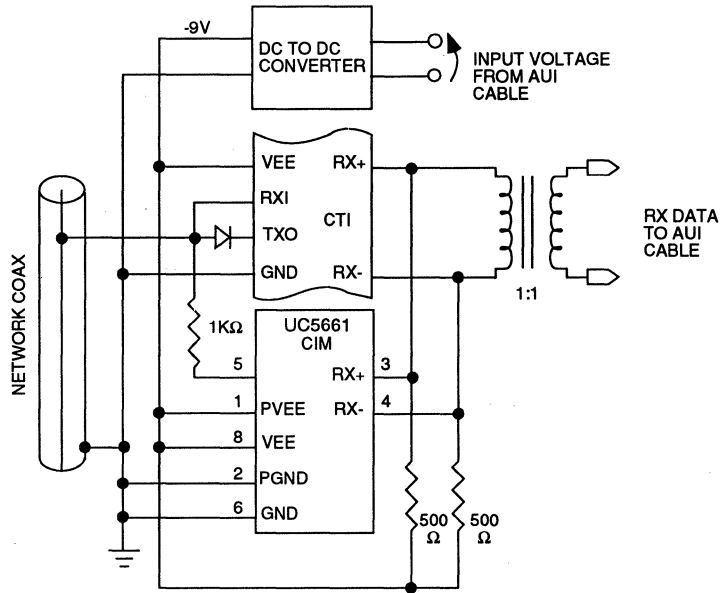 -9V
DC TO DC
CONVERTER
INPUT VOLTAGE
FROM AUI
CABLE
VEE
RX+
RXI
CTI
TXO
GND
RX-
1:1
RX DATA
TO AUI
CABLE
NETWORK COAX
1KΩ
UC5661
CIM
5
RX+
3
1
PVEE
RX-
4
8
VEE
2
PGND
6
GND
500
Ω
500
Ω